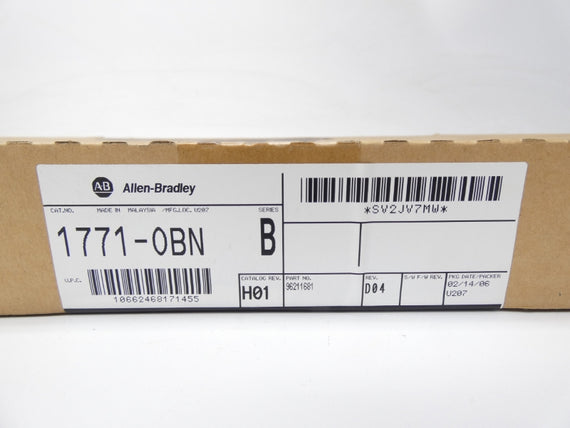 AB Allen-Bradley
CAT.NO. MADE IN MALAYSIA /MFG.LOC. U207 SERIES
1771-OBN B
U.P.C.
10662468171455
CATALOG REV.
H01
*SV2JV7MW*
PART NO.
96211681
REV.
D04
S/W F/W REV.
PKG DATE/PACKER
02/14/06
U207